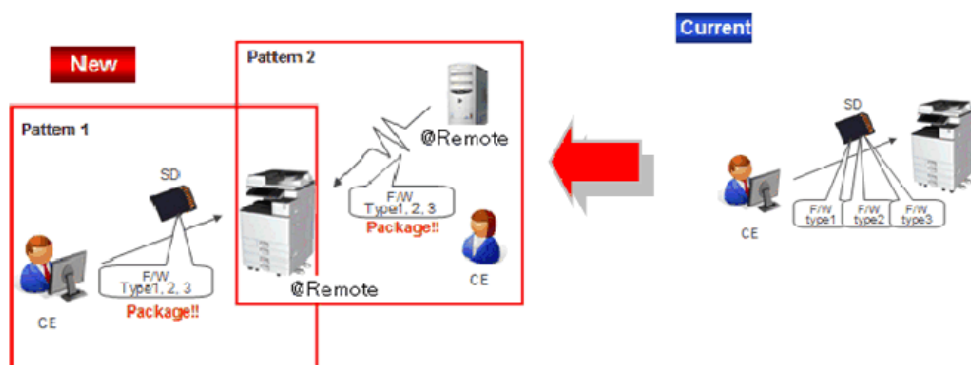 New
Pattern 1
SD
CE
F/W
Type1, 2, 3
Package!!
Pattern 2
@Remote
F/W
Type1, 2, 3
Package!!
CE
@Remote
Current
SD
CE
F/W
type1
F/W
type2
F/W
type3